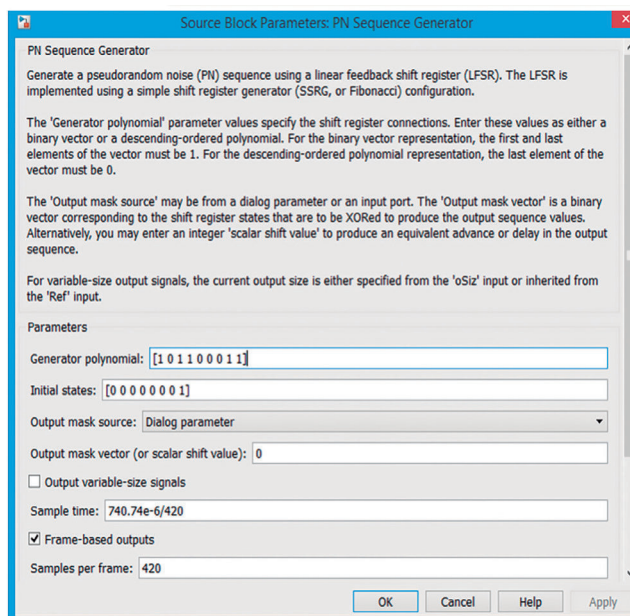 Source Block Parameters: PN Sequence Generator
PN Sequence Generator
Generate a pseudorandom noise (PN) sequence using a linear feedback shift register (LFSR). The LFSR is
implemented using a simple shift register generator (SSRG, or Fibonacci) configuration.
The 'Generator polynomial' parameter values specify the shift register connections. Enter these values as either a
binary vector or a descending-ordered polynomial. For the binary vector representation, the first and last
elements of the vector must be 1. For the descending-ordered polynomial representation, the last element of the
vector must be 0.
The 'Output mask source' may be from a dialog parameter or an input port. The 'Output mask vector' is a binary
vector corresponding to the shift register states that are to be XORed to produce the output sequence values.
Alternatively, you may enter an integer 'scalar shift value' to produce an equivalent advance or delay in the output
sequence.
For variable-size output signals, the current output size is either specified from the 'oSiz' input or inherited from
the 'Ref' input.
Parameters
Generator polynomial: [1 0 1 1 0 0 0 1 1]
Initial states: [0 0 0 0 0 0 0 1]
Output mask source: Dialog parameter
Output mask vector (or scalar shift value): 0
Output variable-size signals
Sample time: 740.74e-6/420
Frame-based outputs
Samples per frame: 420
OK Cancel Help Apply